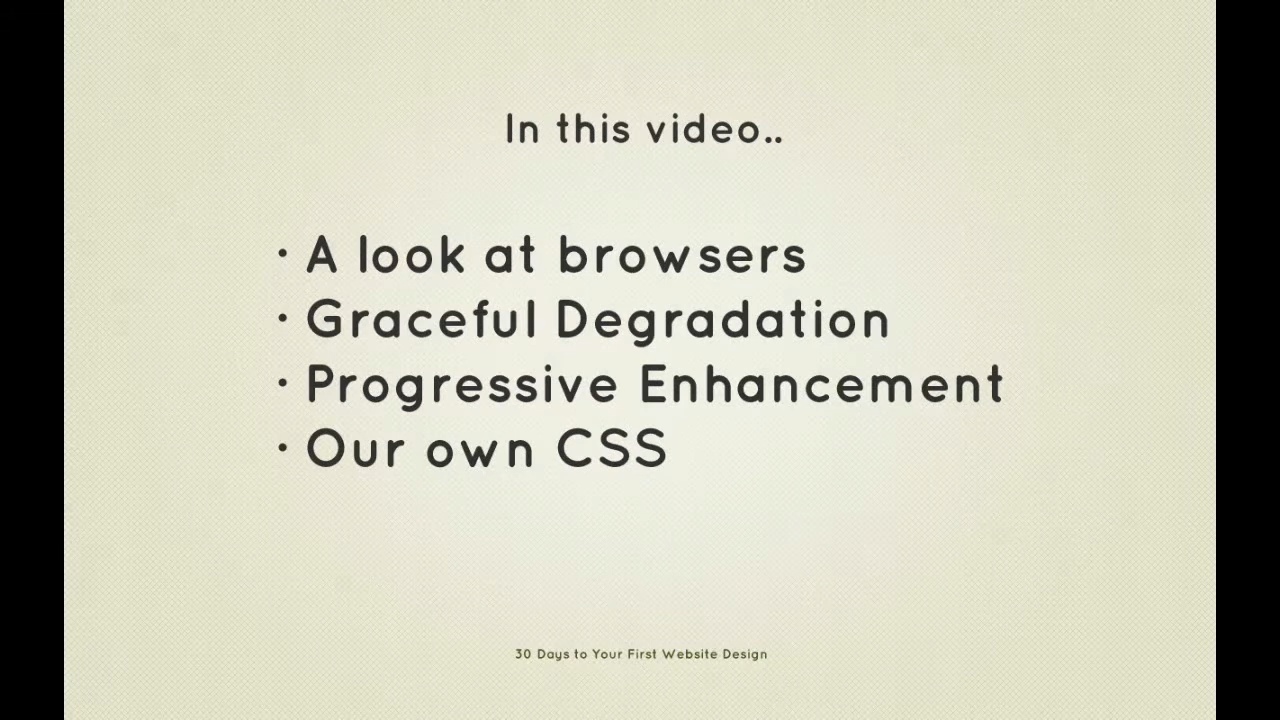 In this video..
· A look at browsers
· Graceful Degradation
· Progressive Enhancement
· Our own CSS
30 Days to Your First Website Design